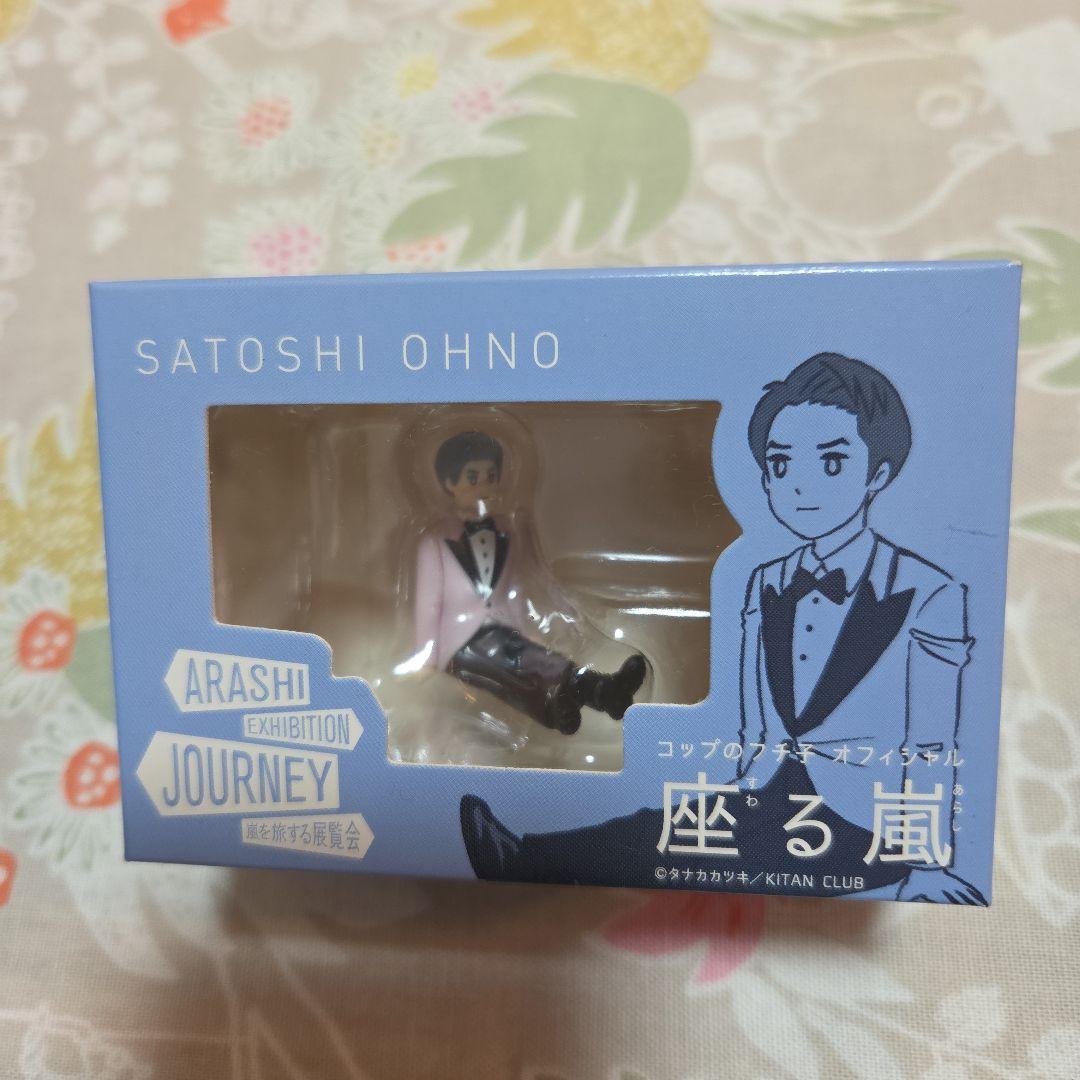 SATOSHI OHNO
ARASHI
EXHIBITION
JOURNEY
嵐を旅する展覧会
コップのフチ子 オフィシャル
すわ あらし
座る嵐
©タナカカツキ/KITAN CLUB